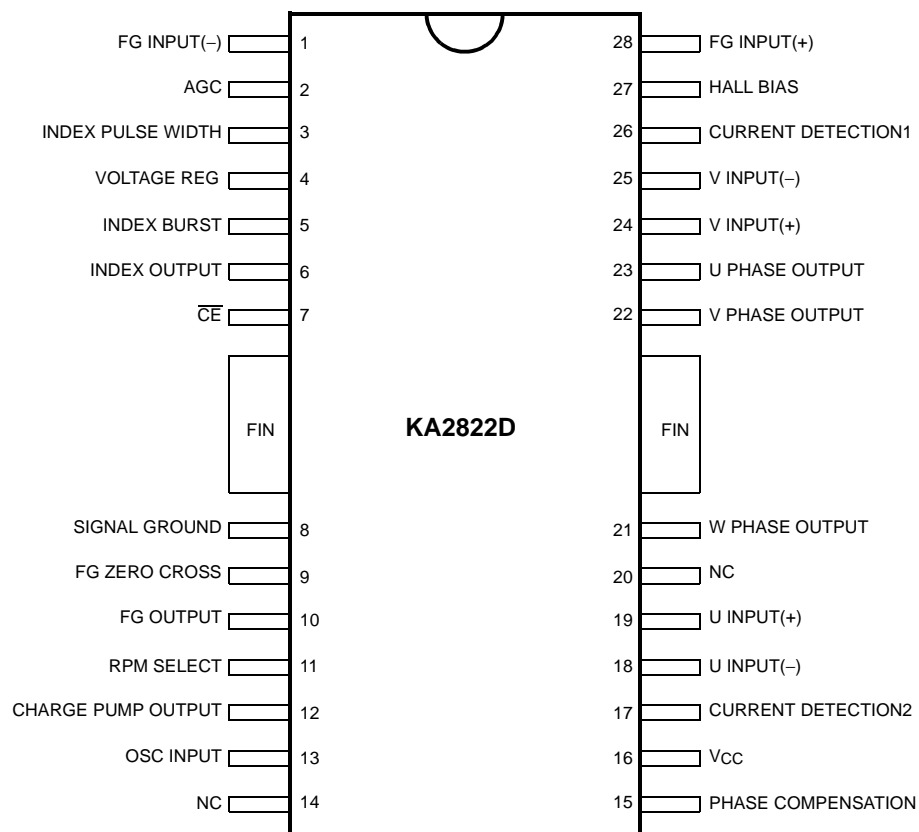 FG INPUT(−) 1 28 FG INPUT(+)
AGC 2 27 HALL BIAS
INDEX PULSE WIDTH 3 26 CURRENT DETECTION1
VOLTAGE REG 4 25 V INPUT(−)
INDEX BURST 5 24 V INPUT(+)
INDEX OUTPUT 6 23 U PHASE OUTPUT
C̅E̅ 7 22 V PHASE OUTPUT
FIN KA2822D FIN
SIGNAL GROUND 8 21 W PHASE OUTPUT
FG ZERO CROSS 9 20 NC
FG OUTPUT 10 19 U INPUT(+)
RPM SELECT 11 18 U INPUT(−)
CHARGE PUMP OUTPUT 12 17 CURRENT DETECTION2
OSC INPUT 13 16 VCC
NC 14 15 PHASE COMPENSATION